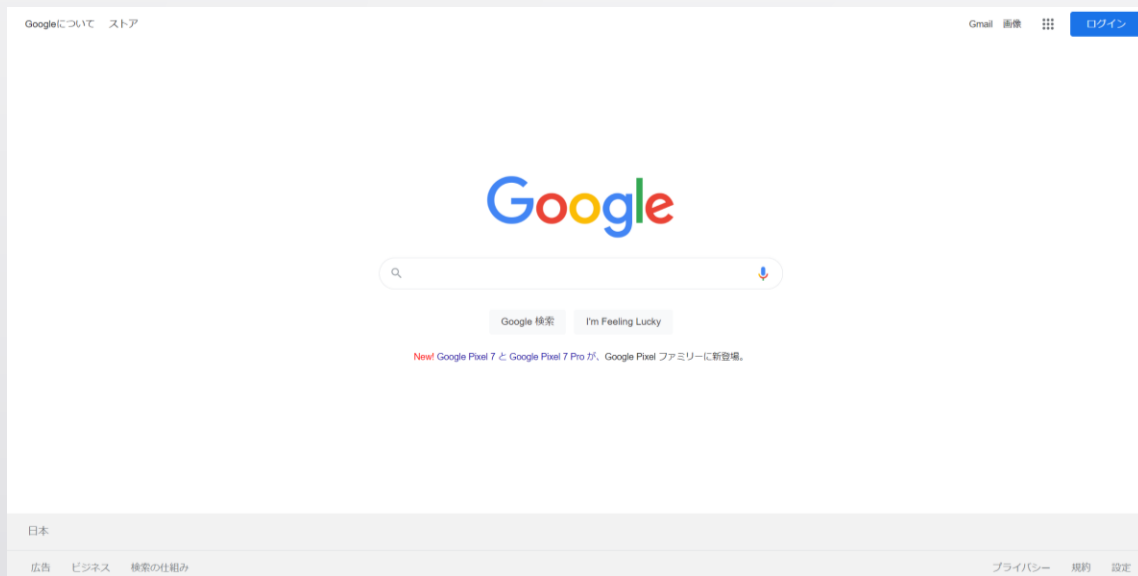 Googleについて ストア Gmail 画像 ログイン
Google
Google 検索 I'm Feeling Lucky
New! Google Pixel 7 と Google Pixel 7 Pro が、Google Pixel ファミリーに新登場。
日本
広告 ビジネス 検索の仕組み プライバシー 規約 設定